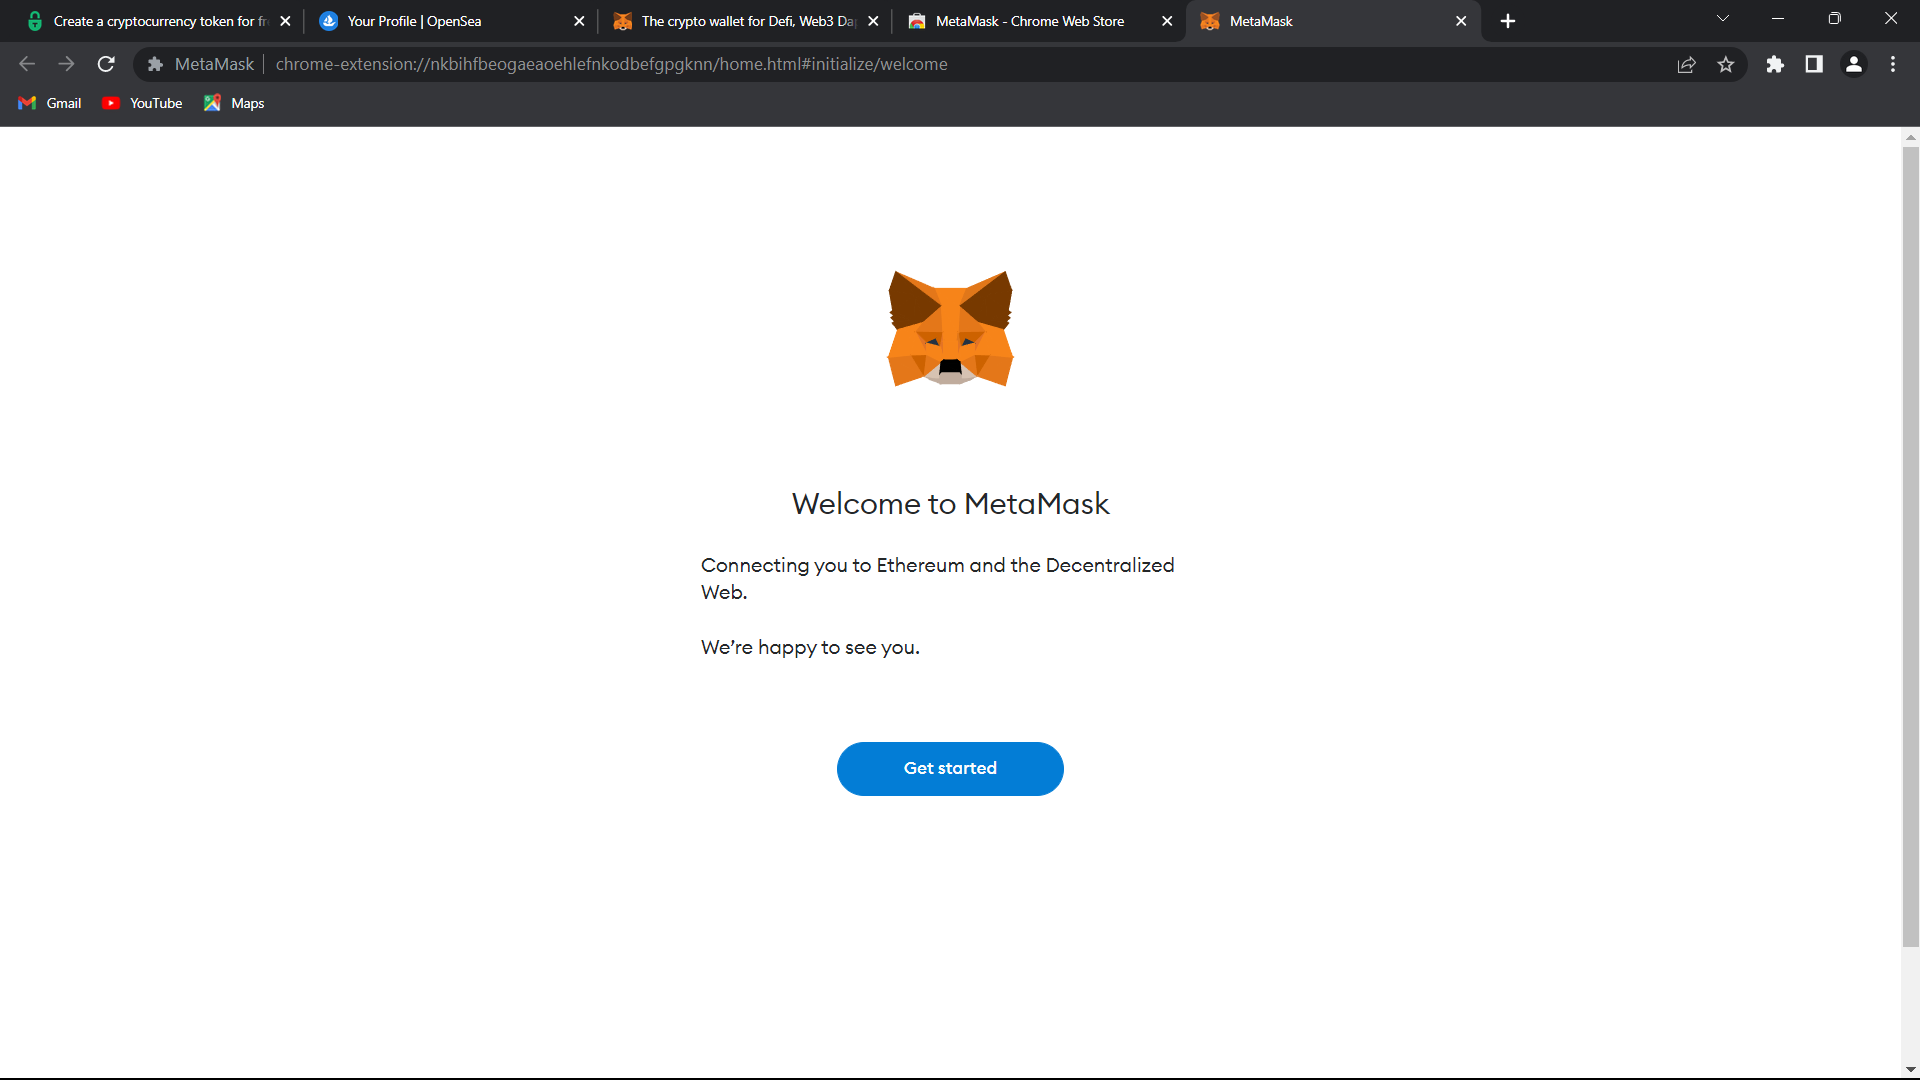 Create a cryptocurrency token for fr
Your Profile | OpenSea
The crypto wallet for Defi, Web3 Da
MetaMask - Chrome Web Store
MetaMask
MetaMask
chrome-extension://nkbihfbeogaeaoehlefnkodbefgpgknn/home.html#initialize/welcome
Gmail
YouTube
Maps
Welcome to MetaMask
Connecting you to Ethereum and the Decentralized
Web.
We’re happy to see you.
Get started